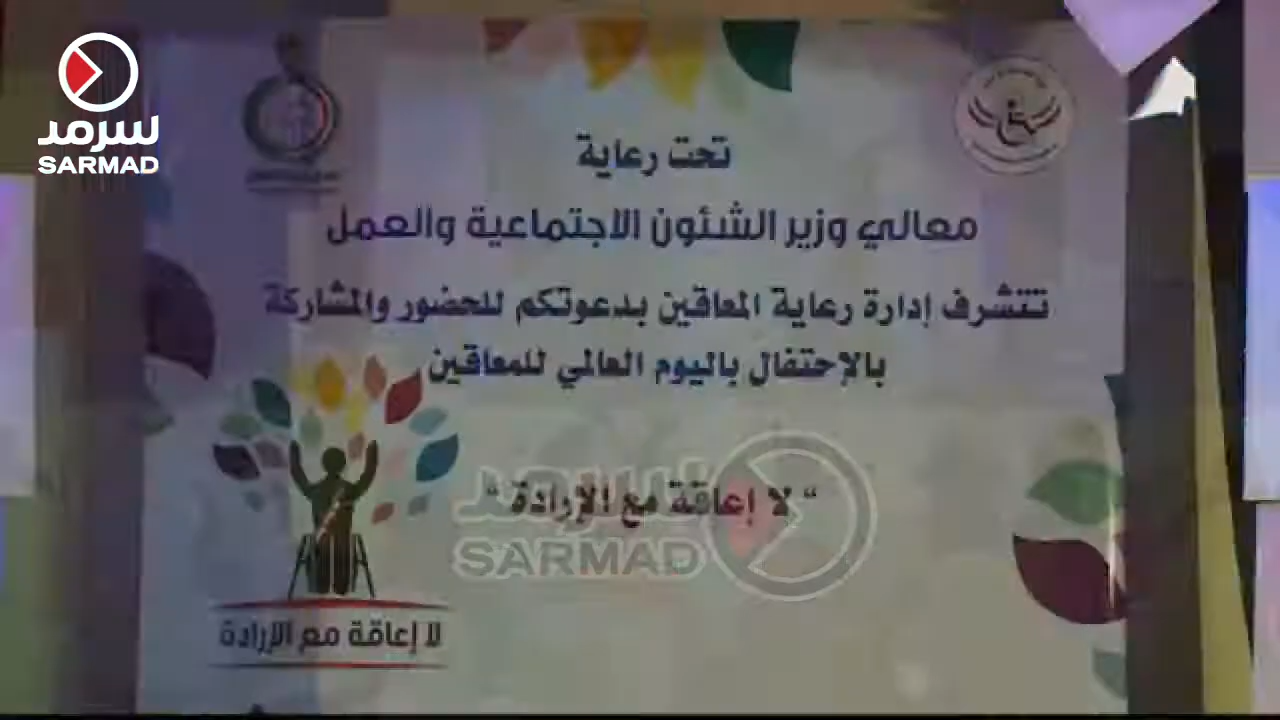 سرمد
SARMAD
تحت رعاية
معالي وزير الشئون الاجتماعية والعمل
تتشرف إدارة رعاية المعاقين بدعوتكم للحضور والمشاركة
بالإحتفال باليوم العالمي للمعاقين
" لا إعاقة مع الإرادة "
سرمد
SARMAD
لا إعاقة مع الإرادة